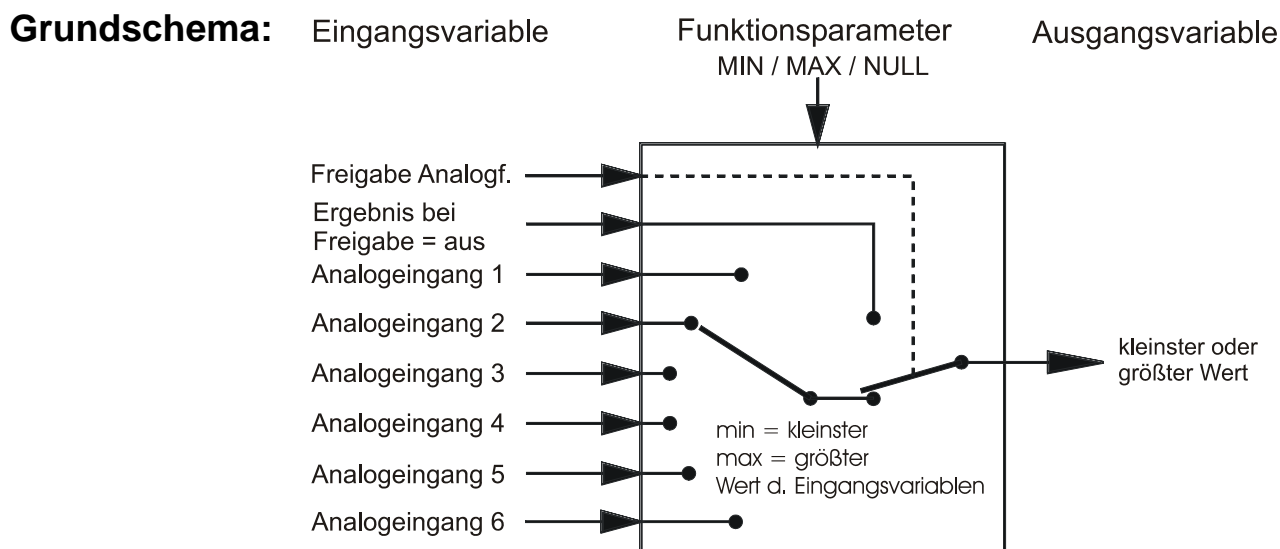 Grundschema: Eingangsvariable Funktionsparameter Ausgangsvariable
MIN / MAX / NULL
Freigabe Analogf.
Ergebnis bei
Freigabe = aus
Analogeingang 1
Analogeingang 2
Analogeingang 3
Analogeingang 4
Analogeingang 5
Analogeingang 6
min = kleinster
max = größter
Wert d. Eingangsvariablen
kleinster oder
größter Wert